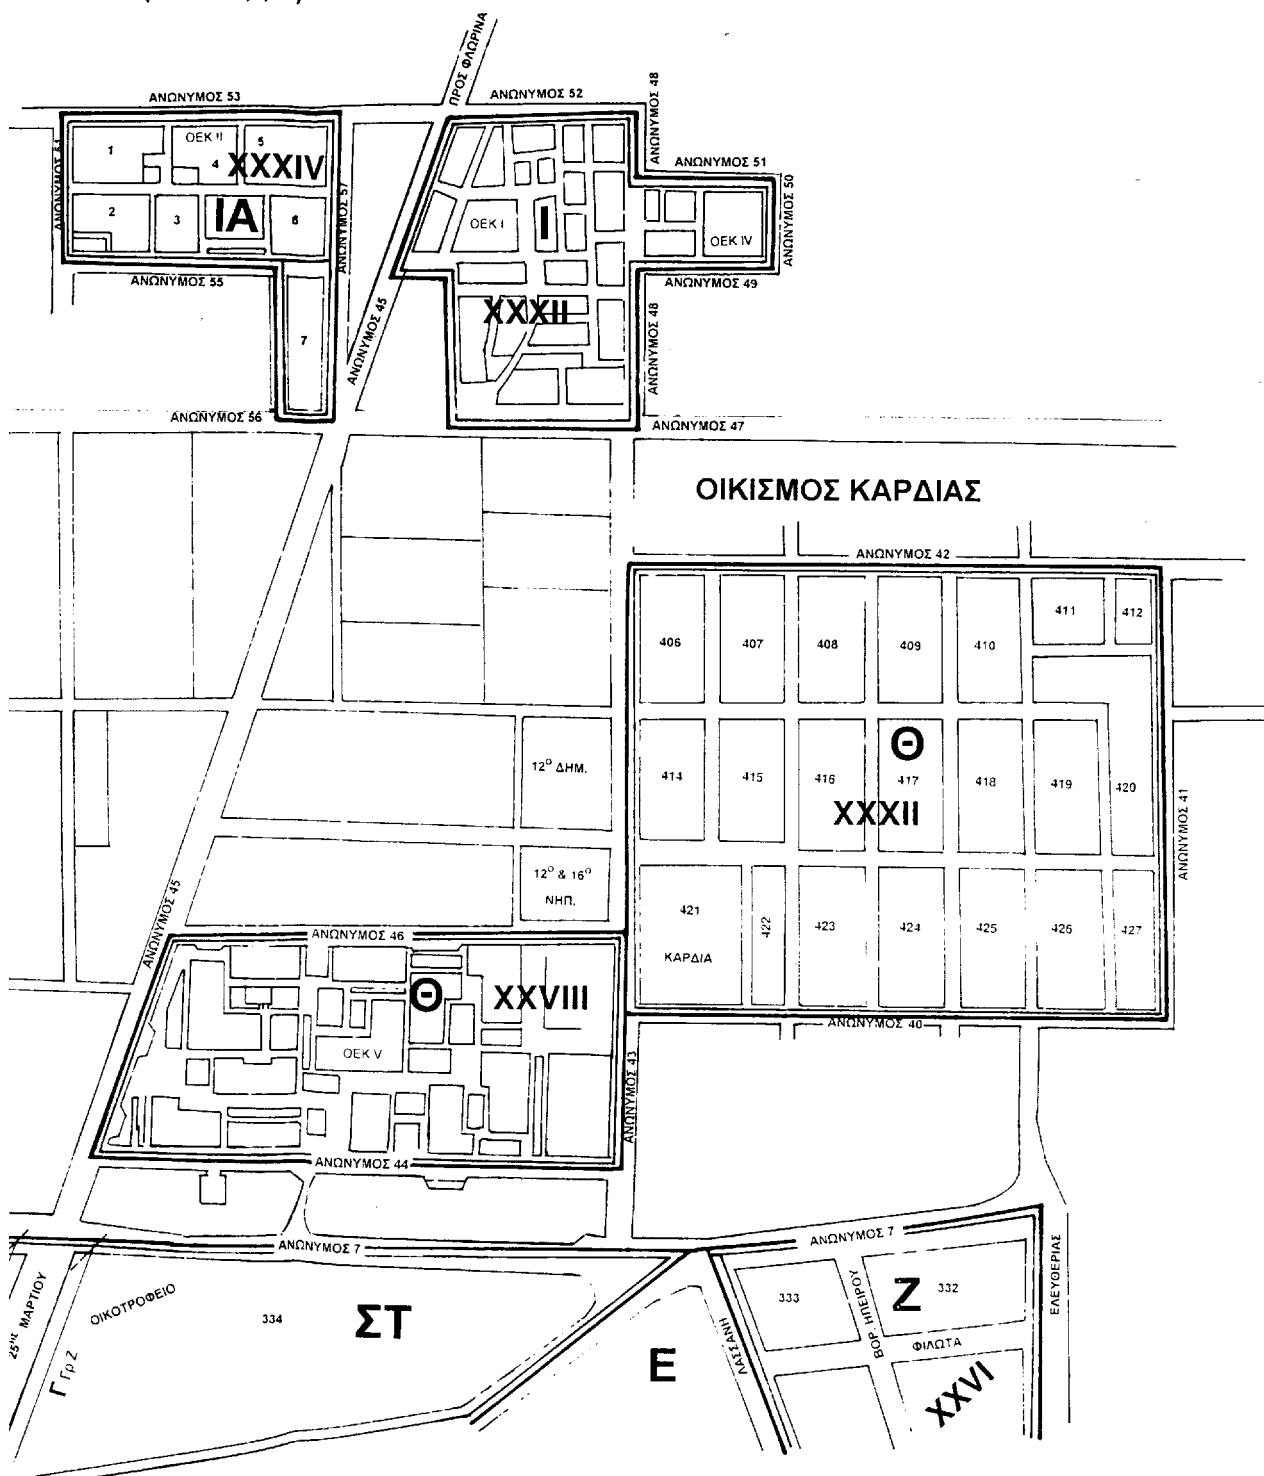 ΠΡΟΣ ΦΛΩΡΙΝΑ
ΑΝΩΝΥΜΟΣ 53
ΑΝΩΝΥΜΟΣ 52
ΑΝΩΝΥΜΟΣ 48
ΑΝΩΝΥΜΟΣ 51
ΑΝΩΝΥΜΟΣ 50
1
ΟΕΚ ΙΙ
5
4
XXXIV
2
3
ΙΑ
6
ΑΝΩΝΥΜΟΣ 57
ΑΝΩΝΥΜΟΣ 55
7
ΑΝΩΝΥΜΟΣ 56
ΑΝΩΝΥΜΟΣ 45
ΟΕΚ Ι
Ι
ΟΕΚ IV
ΑΝΩΝΥΜΟΣ 49
XXXII
ΑΝΩΝΥΜΟΣ 48
ΑΝΩΝΥΜΟΣ 47
ΟΙΚΙΣΜΟΣ ΚΑΡΔΙΑΣ
ΑΝΩΝΥΜΟΣ 42
406
407
408
409
410
411
412
414
415
416
Θ
417
418
419
420
XXXII
ΑΝΩΝΥΜΟΣ 41
421
ΚΑΡΔΙΑ
422
423
424
425
426
427
ΑΝΩΝΥΜΟΣ 40
12º ΔΗΜ.
12º & 16º
ΝΗΠ.
ΑΝΩΝΥΜΟΣ 45
ΑΝΩΝΥΜΟΣ 46
Θ
XXVIII
ΟΕΚ V
ΑΝΩΝΥΜΟΣ 43
ΑΝΩΝΥΜΟΣ 44
ΑΝΩΝΥΜΟΣ 7
ΑΝΩΝΥΜΟΣ 7
25ΗΣ ΜΑΡΤΙΟΥ
ΟΙΚΟΤΡΟΦΕΙΟ
334
ΣΤ
Γ Γρ Ζ
Ε
ΛΑΣΣΑΝΗ
333
ΒΟΡ. ΗΠΕΙΡΟΥ
Ζ
332
ΦΙΛΩΤΑ
XXVI
ΕΛΕΥΘΕΡΙΑΣ